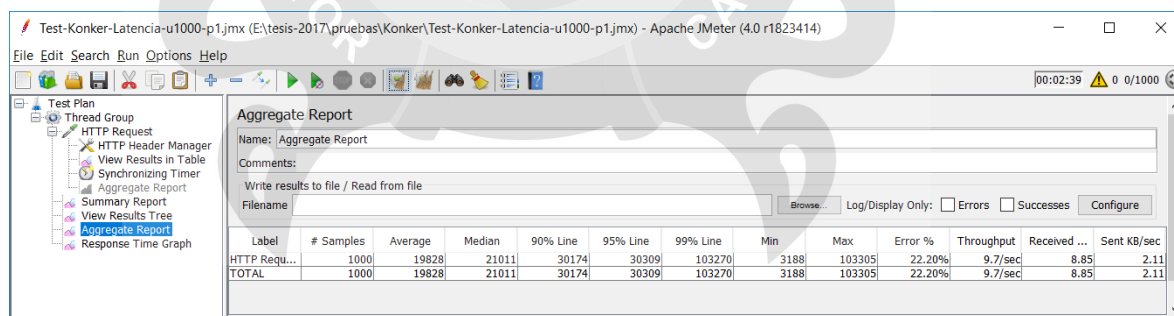 Test-Konker-Latencia-u1000-p1.jmx (E:\tesis-2017\pruebas\Konker\Test-Konker-Latencia-u1000-p1.jmx) - Apache JMeter (4.0 r1823414)
File Edit Search Run Options Help
00:02:39 0 0/1000
Test Plan
Thread Group
HTTP Request
HTTP Header Manager
View Results in Table
Synchronizing Timer
Aggregate Report
Summary Report
View Results Tree
Aggregate Report
Response Time Graph
Aggregate Report
Name: Aggregate Report
Comments:
Write results to file / Read from file
Filename Browse... Log/Display Only: Errors Successes Configure
Label # Samples Average Median 90% Line 95% Line 99% Line Min Max Error % Throughput Received ... Sent KB/sec
HTTP Requ... 1000 19828 21011 30174 30309 103270 3188 103305 22.20% 9.7/sec 8.85 2.11
TOTAL 1000 19828 21011 30174 30309 103270 3188 103305 22.20% 9.7/sec 8.85 2.11